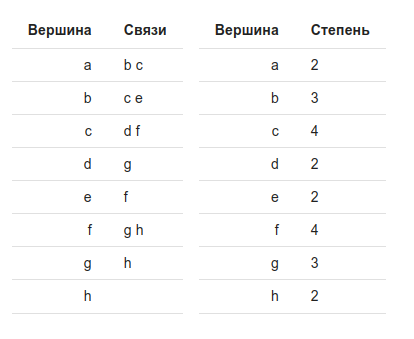 Вершина Связи Вершина Степень
a b c a 2
b c e b 3
c d f c 4
d g d 2
e f e 2
f g h f 4
g h g 3
h h 2